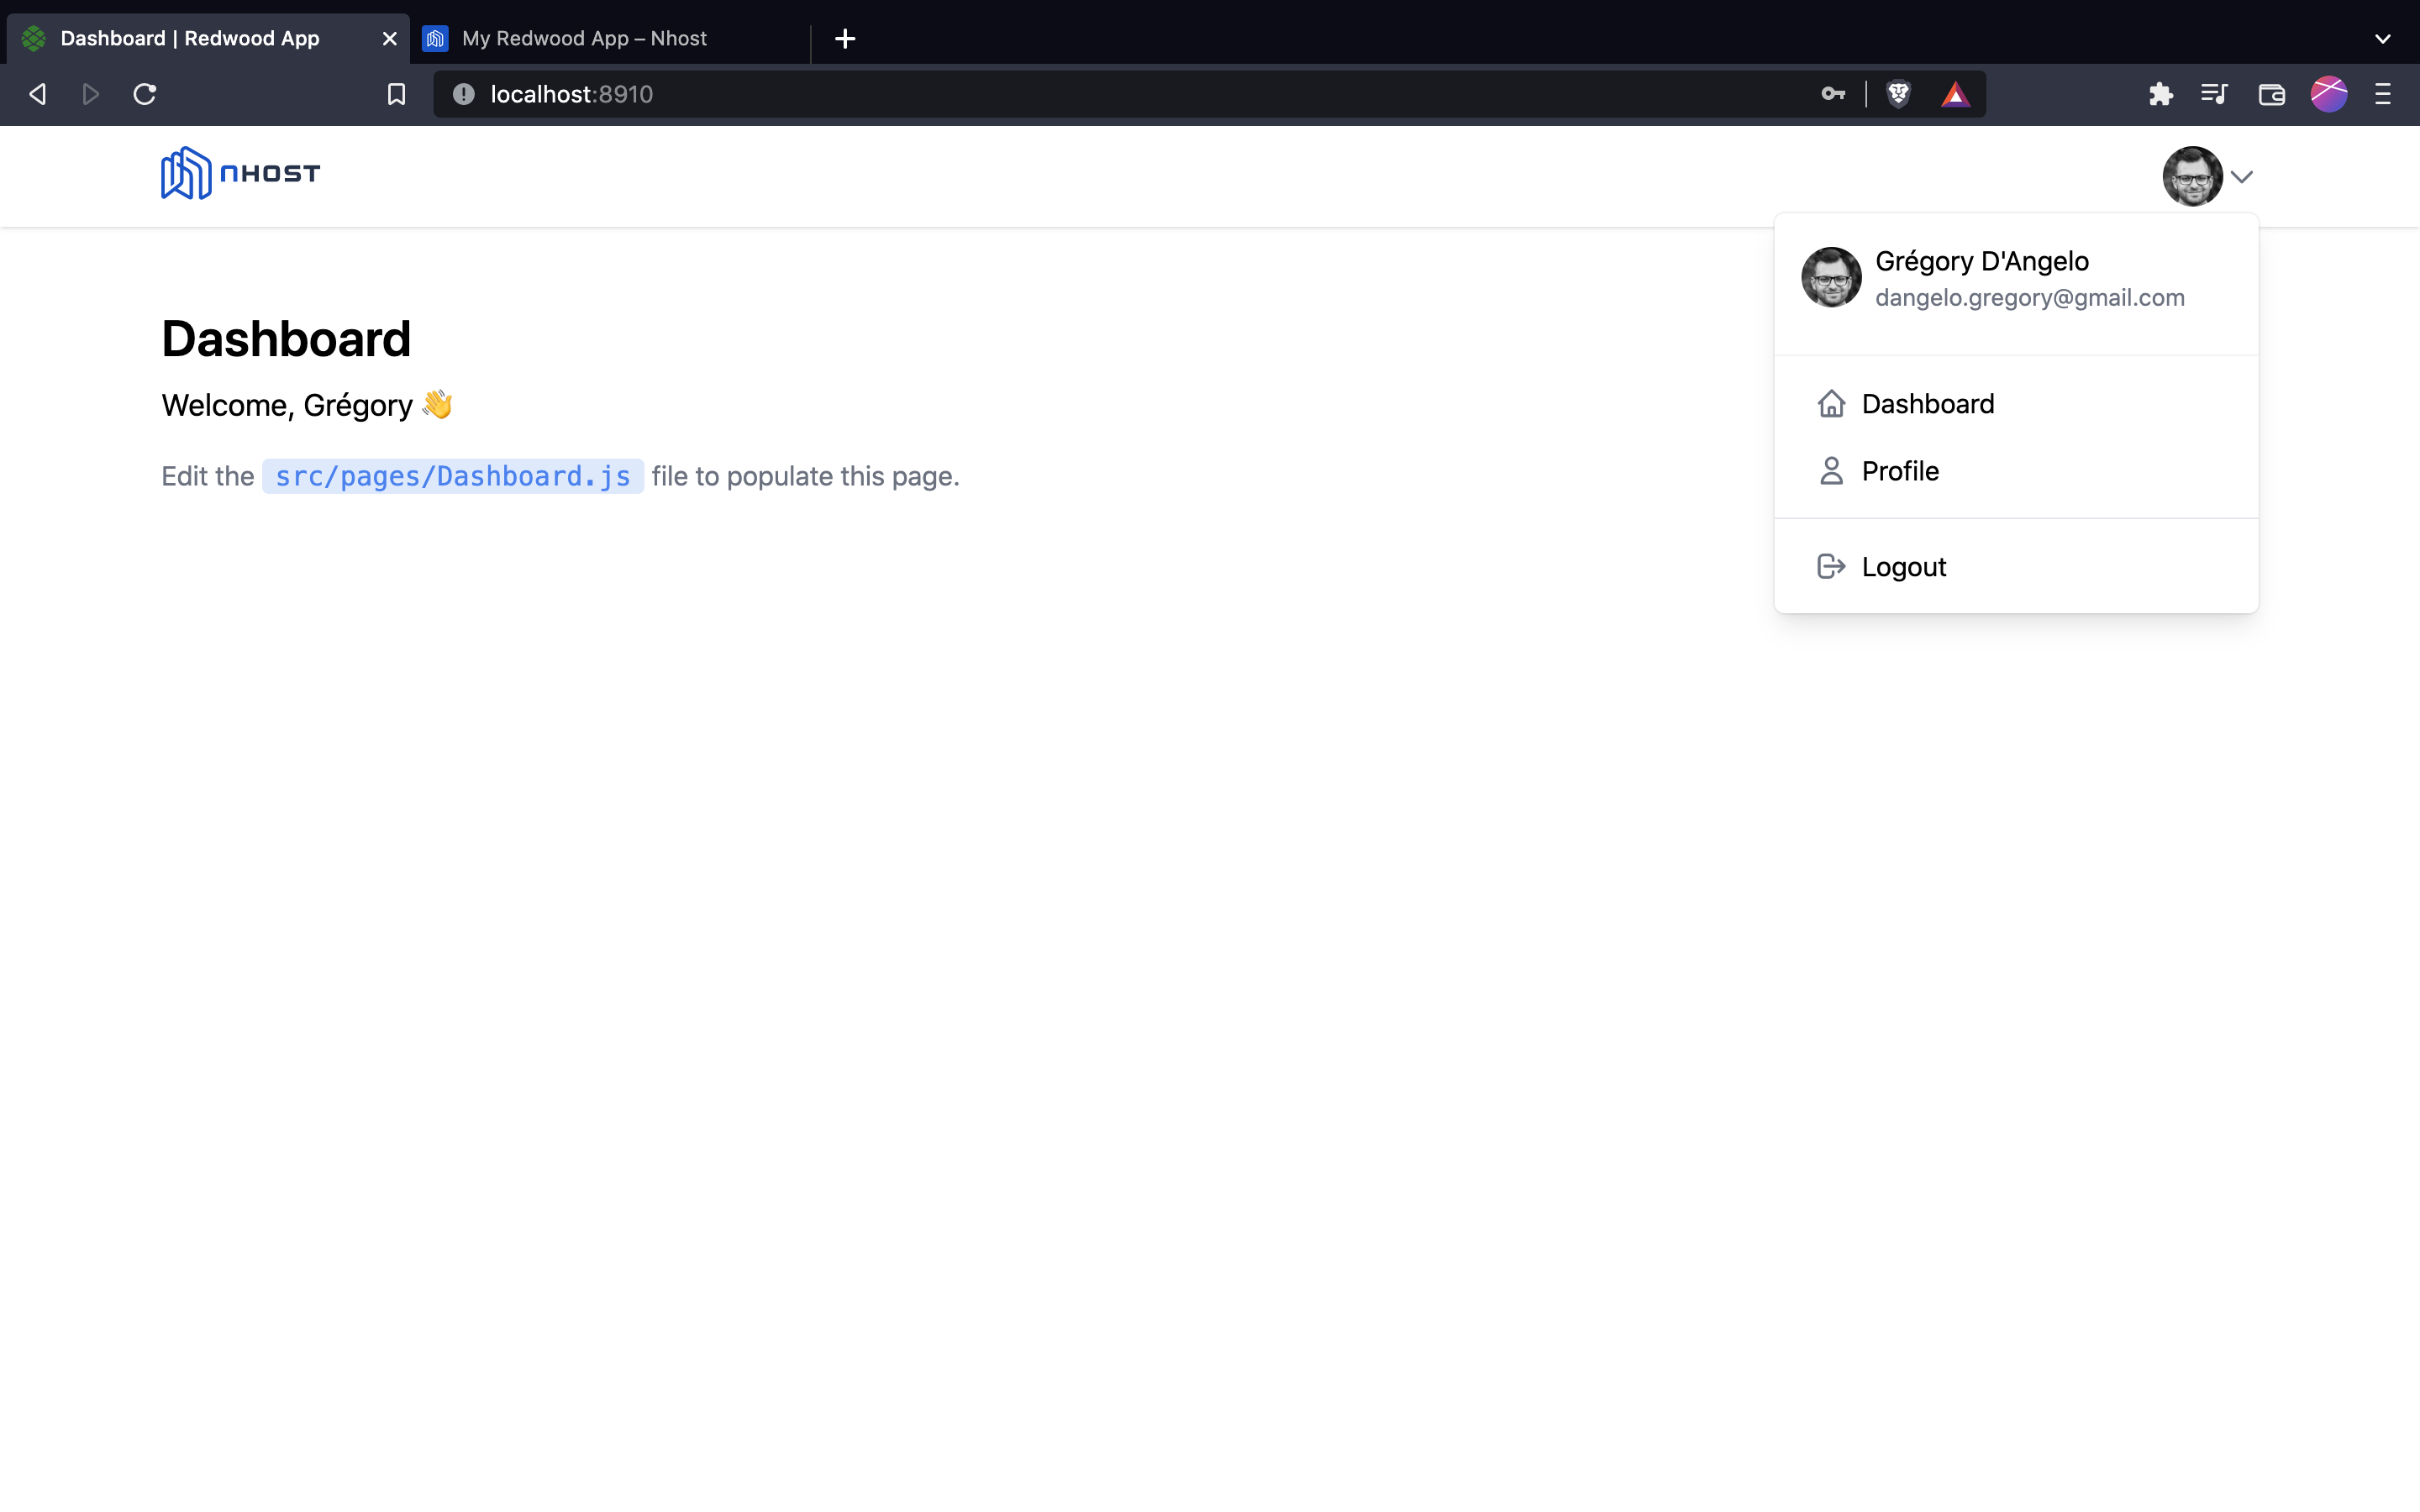 Dashboard | Redwood App
My Redwood App – Nhost
localhost:8910
nHOST
Grégory D'Angelo
dangelo.gregory@gmail.com
Dashboard
Welcome, Grégory 👋
Edit the src/pages/Dashboard.js file to populate this page.
Dashboard
Profile
Logout